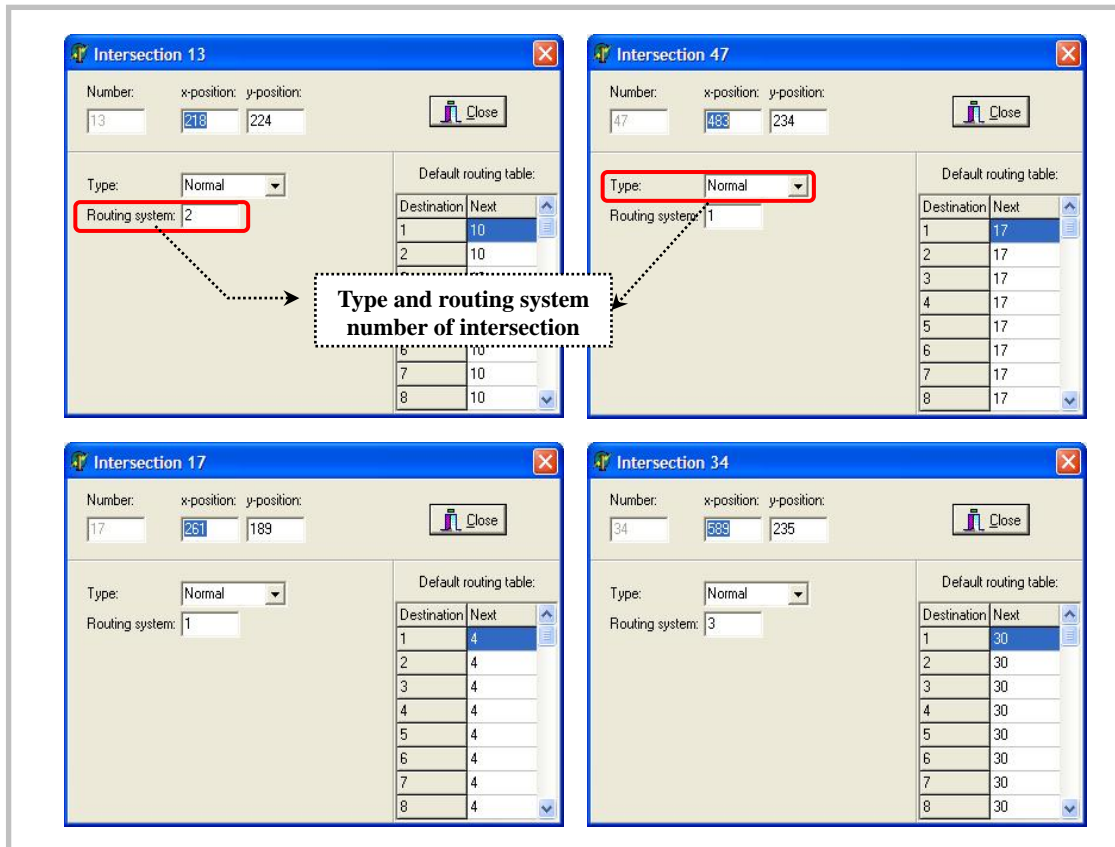 Intersection 13
Number: x-position: y-position:
13 218 224 Close
Type: Normal
Routing system: 2
Default routing table:
Destination Next
1 10
2 10
6 10
7 10
8 10
Intersection 47
Number: x-position: y-position:
47 483 234 Close
Type: Normal
Routing system: 1
Default routing table:
Destination Next
1 17
2 17
3 17
4 17
5 17
6 17
7 17
8 17
Type and routing system
number of intersection
Intersection 17
Number: x-position: y-position:
17 261 189 Close
Type: Normal
Routing system: 1
Default routing table:
Destination Next
1 4
2 4
3 4
4 4
5 4
6 4
7 4
8 4
Intersection 34
Number: x-position: y-position:
34 589 235 Close
Type: Normal
Routing system: 3
Default routing table:
Destination Next
1 30
2 30
3 30
4 30
5 30
6 30
7 30
8 30